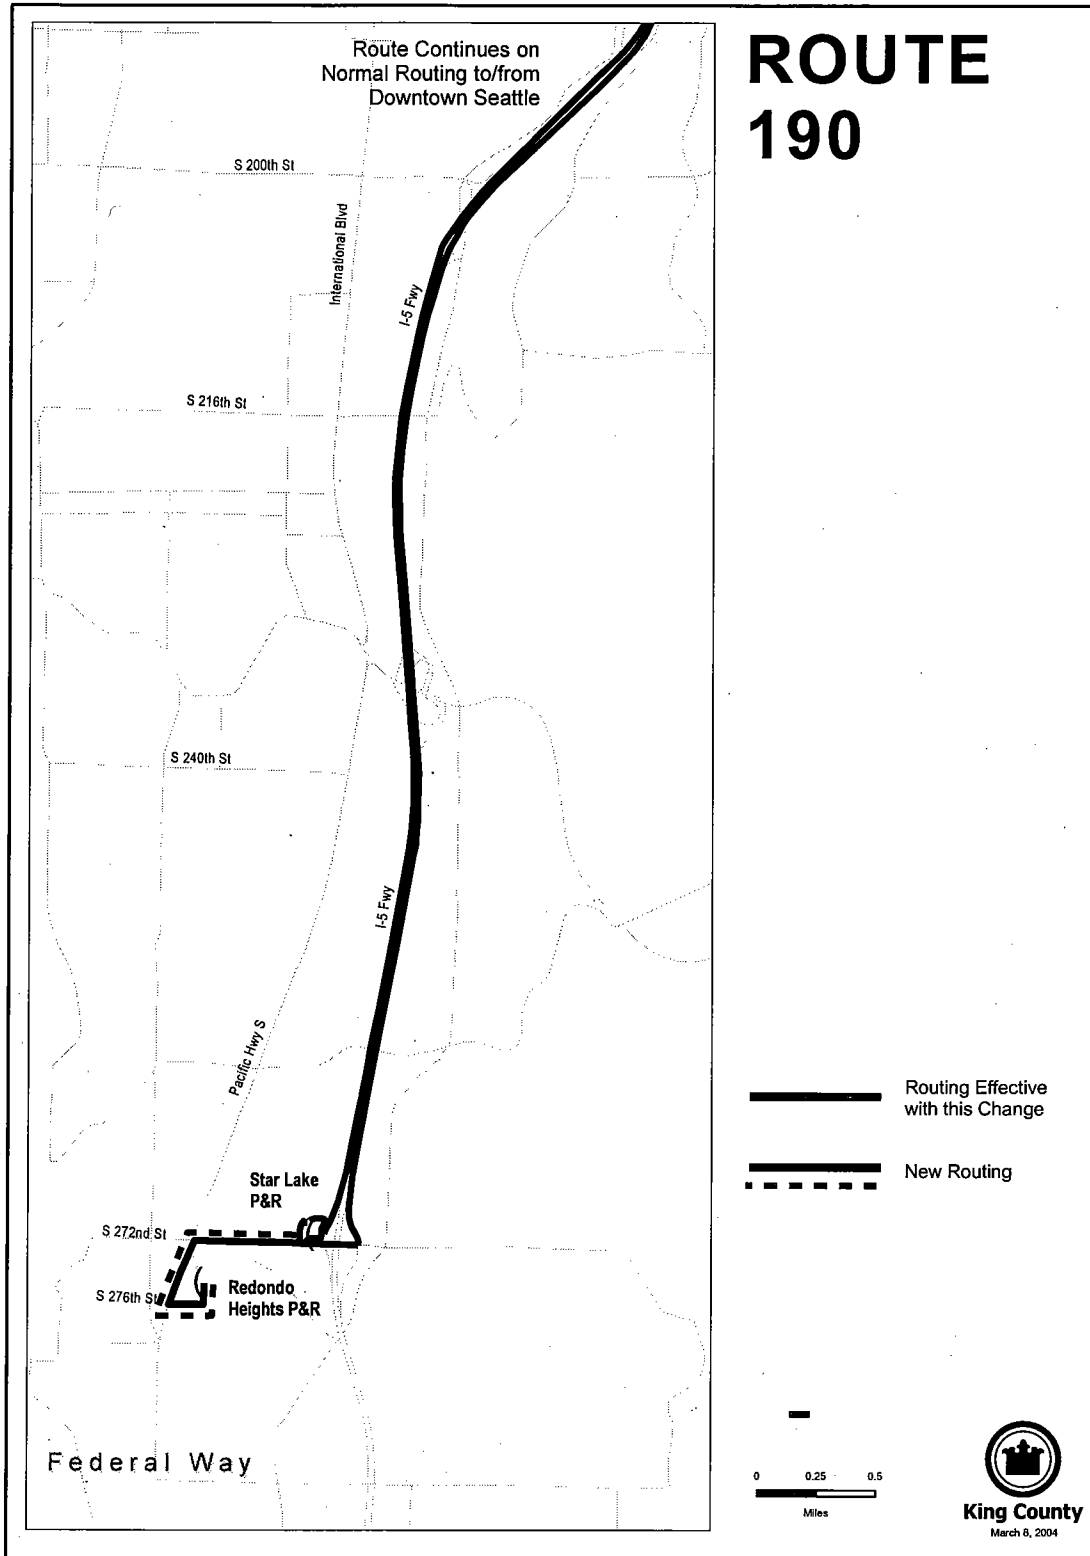 ROUTE
190
Route Continues on
Normal Routing to/from
Downtown Seattle
S 200th St
International Blvd
I-5 Fwy
S 216th St
S 240th St
I-5 Fwy
Pacific Hwy S
Routing Effective
with this Change
New Routing
Star Lake
P&R
S 272nd St
S 276th St
Redondo
Heights P&R
Federal Way
0 0.25 0.5
Miles
King County
March 8, 2004